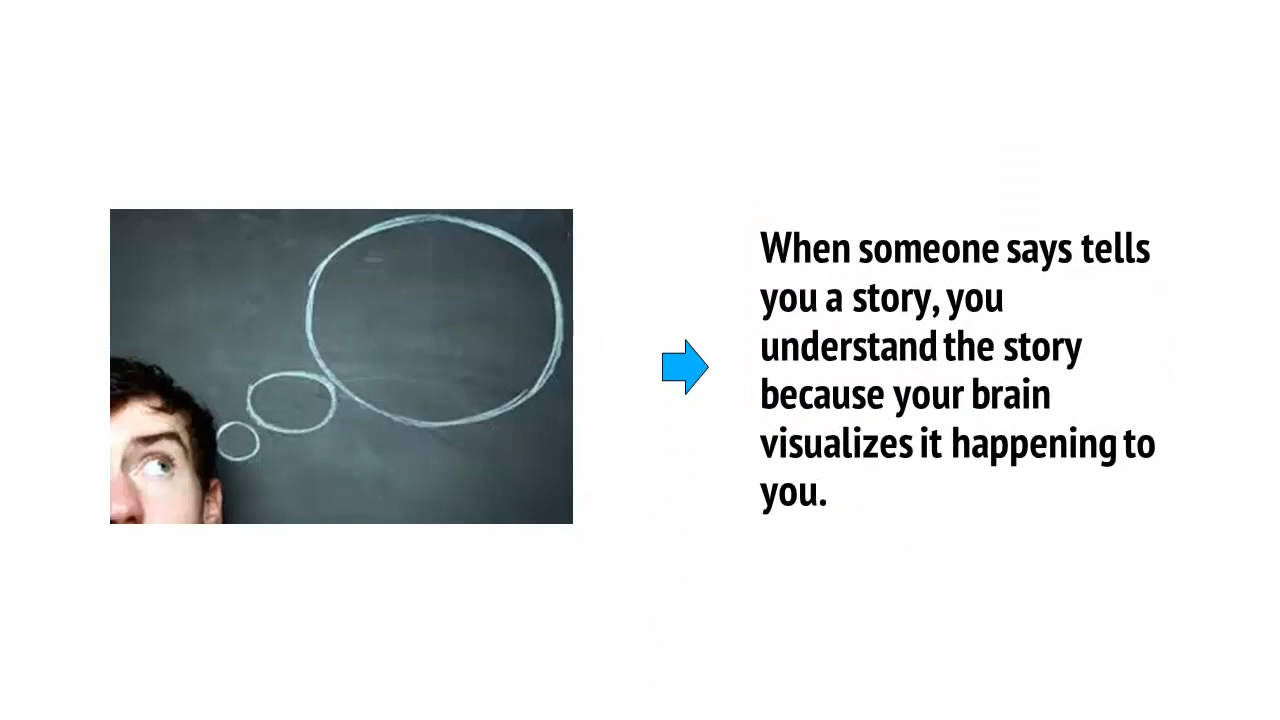 When someone says tells
you a story, you
understand the story
because your brain
visualizes it happening to
you.